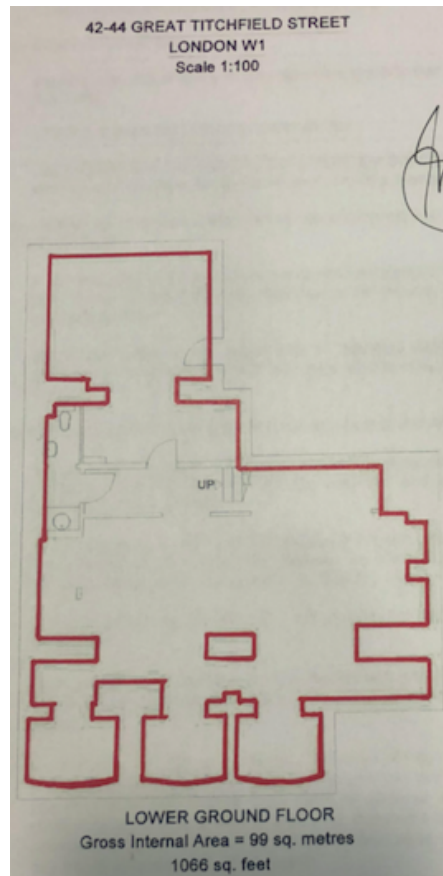 42-44 GREAT TITCHFIELD STREET
LONDON W1
Scale 1:100
UP
LOWER GROUND FLOOR
Gross Internal Area = 99 sq. metres
1066 sq. feet